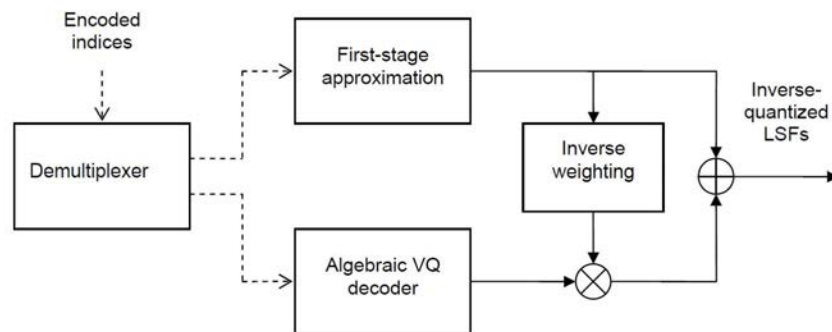 Encoded
indices
First-stage
approximation
Inverse-
quantized
LSFs
Demultiplexer
Inverse
weighting
Algebraic VQ
decoder